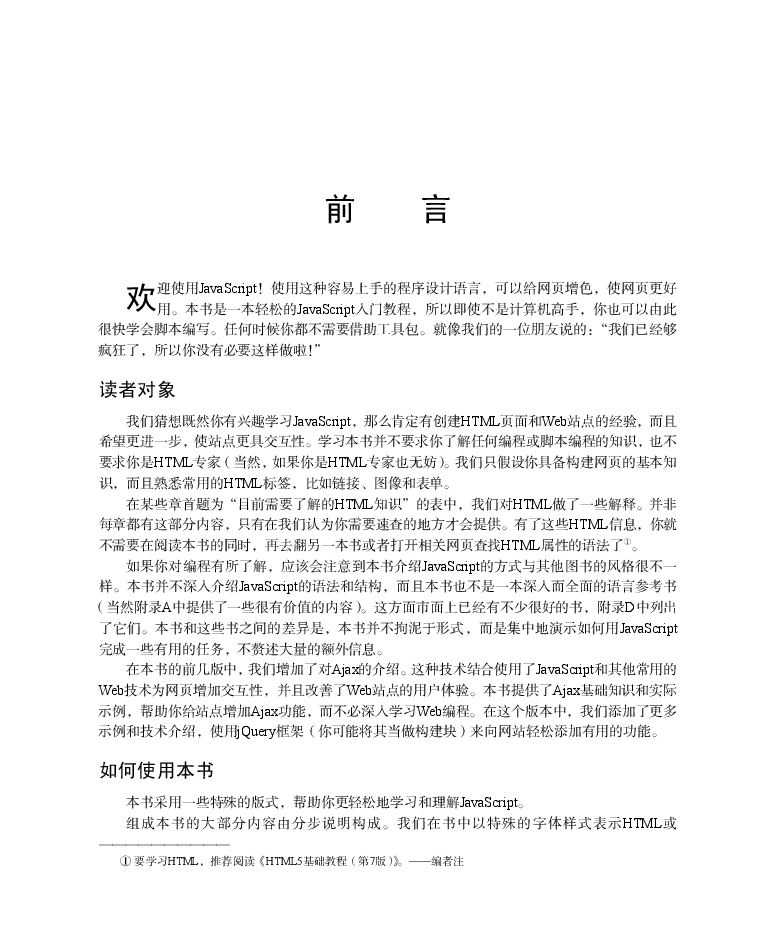 前 言
欢迎使用JavaScript！使用这种容易上手的程序设计语言，可以给网页增色，使网页更好
用。本书是一本轻松的JavaScript入门教程，所以即使不是计算机高手，你也可以由此
很快学会脚本编写。任何时候你都不需要借助工具包。就像我们的一位朋友说的：“我们已经够
疯狂了，所以你没有必要这样做啦！”
读者对象
我们猜想既然你有兴趣学习JavaScript，那么肯定有创建HTML页面和Web站点的经验，而且
希望更进一步，使站点更具交互性。学习本书并不要求你了解任何编程或脚本编程的知识，也不
要求你是HTML专家（当然，如果你是HTML专家也无妨）。我们只假设你具备构建网页的基本知
识，而且熟悉常用的HTML标签，比如链接、图像和表单。
在某些章首题为“目前需要了解的HTML知识”的表中，我们对HTML做了一些解释。并非
每章都有这部分内容，只有在我们认为你需要速查的地方才会提供。有了这些HTML信息，你就
不需要在阅读本书的同时，再去翻另一本书或者打开相关网页查找HTML属性的语法了①。
如果你对编程有所了解，应该会注意到本书介绍JavaScript的方式与其他图书的风格很不一
样。本书并不深入介绍JavaScript的语法和结构，而且本书也不是一本深入而全面的语言参考书
（当然附录A中提供了一些很有价值的内容）。这方面市面上已经有不少很好的书，附录D中列出
了它们。本书和这些书之间的差异是，本书并不拘泥于形式，而是集中地演示如何用JavaScript
完成一些有用的任务，不赘述大量的额外信息。
在本书的前几版中，我们增加了对Ajax的介绍。这种技术结合使用了JavaScript和其他常用的
Web技术为网页增加交互性，并且改善了Web站点的用户体验。本书提供了Ajax基础知识和实际
示例，帮助你给站点增加Ajax功能，而不必深入学习Web编程。在这个版本中，我们添加了更多
示例和技术介绍，使用jQuery框架（你可能将其当做构建块）来向网站轻松添加有用的功能。
如何使用本书
本书采用一些特殊的版式，帮助你更轻松地学习和理解JavaScript。
组成本书的大部分内容由分步说明构成。我们在书中以特殊的字体样式表示HTML或
① 要学习HTML，推荐阅读《HTML5基础教程（第7版）》。——编者注